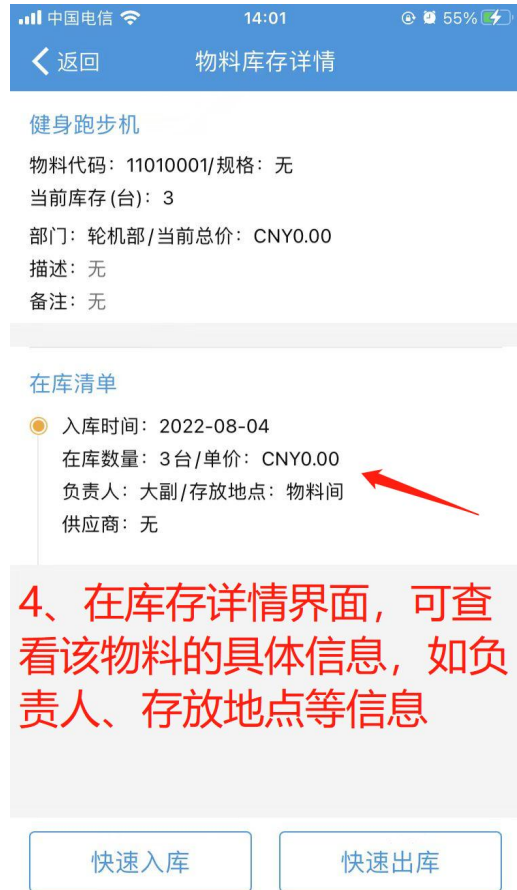 中国电信 14:01 55%
返回 物料库存详情
健身跑步机
物料代码：11010001/规格：无
当前库存(台)：3
部门：轮机部/当前总价：CNY0.00
描述：无
备注：无
在库清单
入库时间：2022-08-04
在库数量：3台/单价：CNY0.00
负责人：大副/存放地点：物料间
供应商：无
4、在库存详情界面，可查
看该物料的具体信息，如负
责人、存放地点等信息
快速入库 快速出库